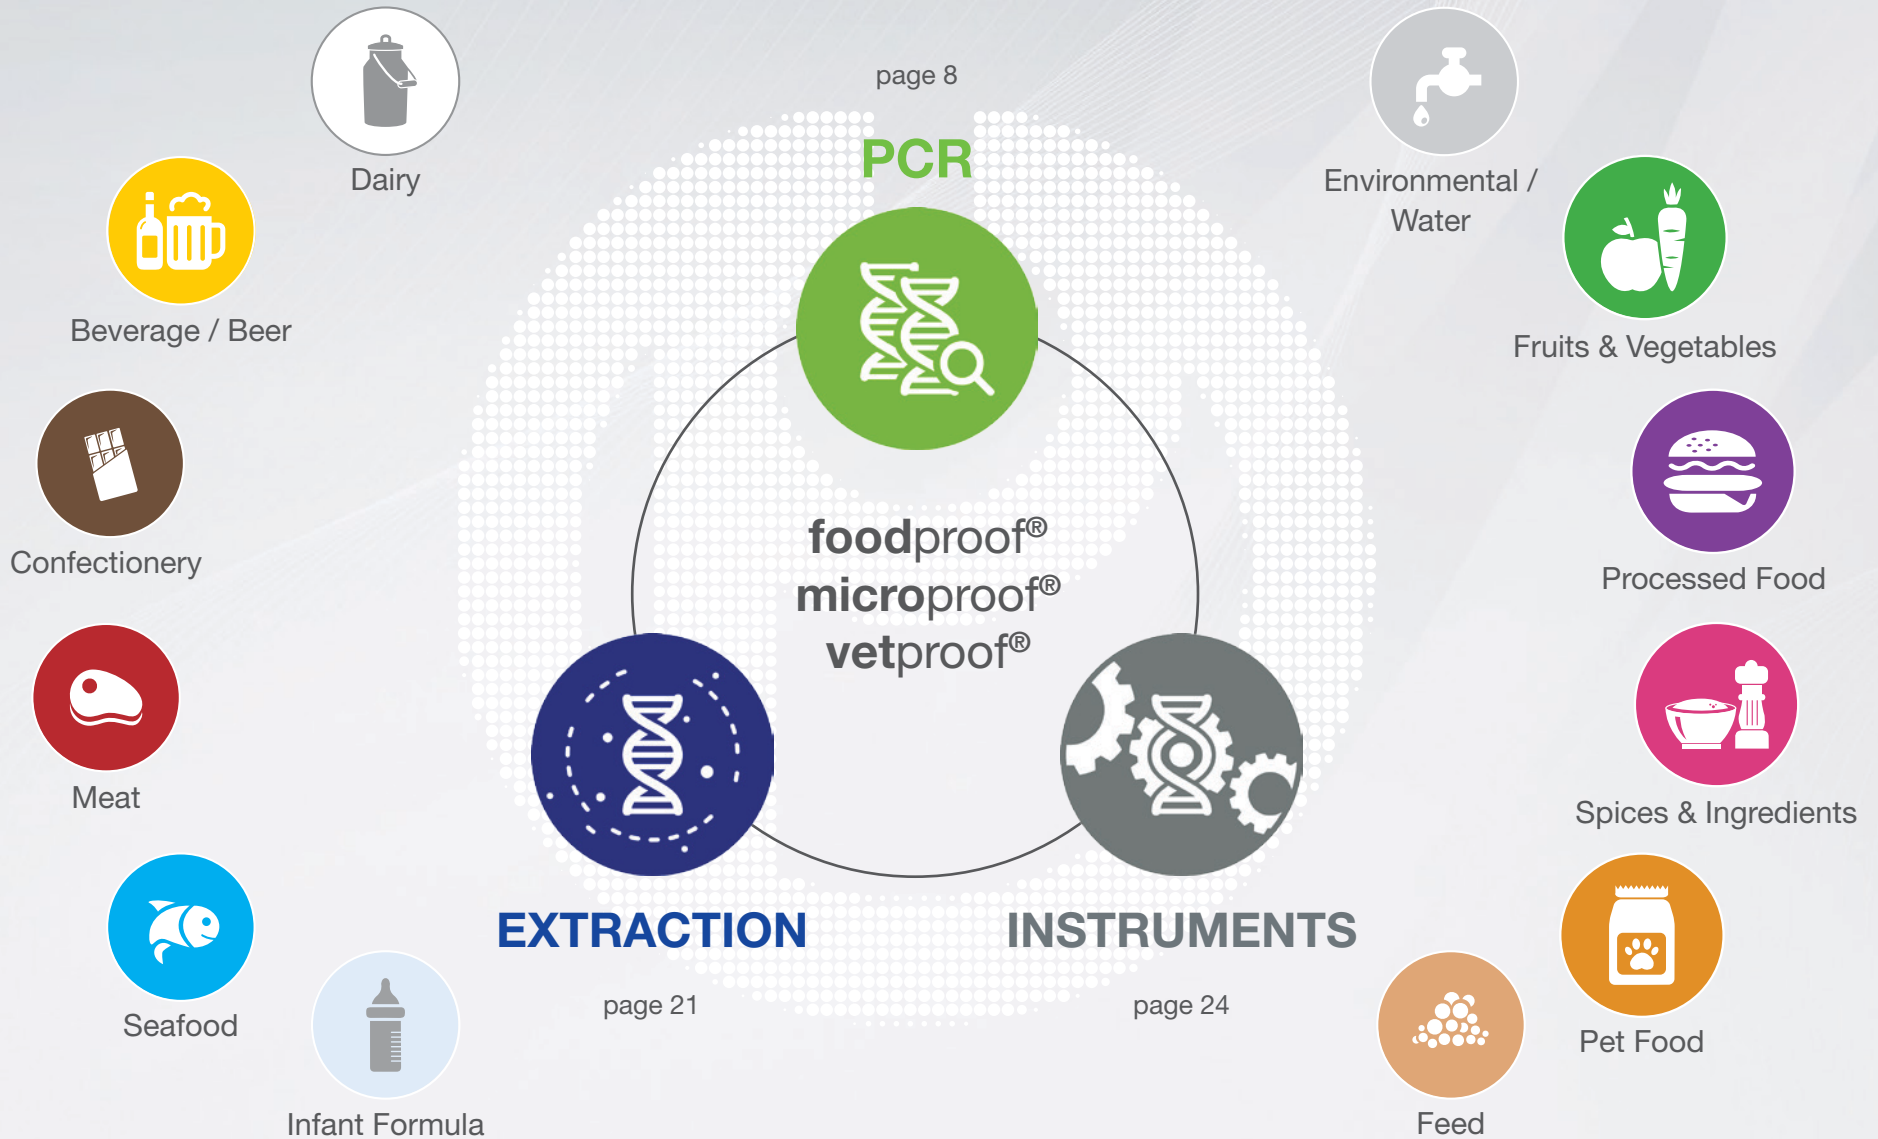 page 8
PCR
Dairy
Beverage / Beer
Confectionery
Meat
Seafood
Infant Formula
foodproof®
microproof®
vetproof®
EXTRACTION
page 21
INSTRUMENTS
page 24
Environmental /
Water
Fruits & Vegetables
Processed Food
Spices & Ingredients
Pet Food
Feed